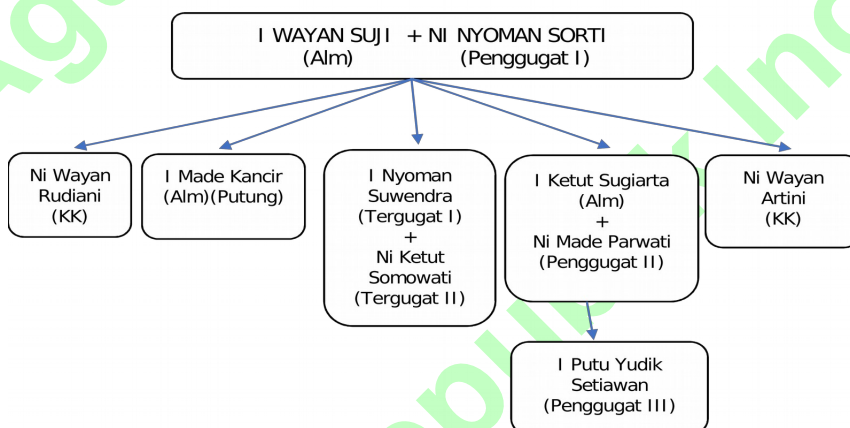 I WAYAN SUJI + NI NYOMAN SORTI
(Alm) (Penggugat I)
Ni Wayan
Rudiani
(KK)
I Made Kancir
(Alm)(Putung)
I Nyoman
Suwendra
(Tergugat I)
+
Ni Ketut
Somowati
(Tergugat II)
I Ketut Sugiarta
(Alm)
+
Ni Made Parwati
(Penggugat II)
Ni Wayan
Artini
(KK)
I Putu Yudik
Setiawan
(Penggugat III)